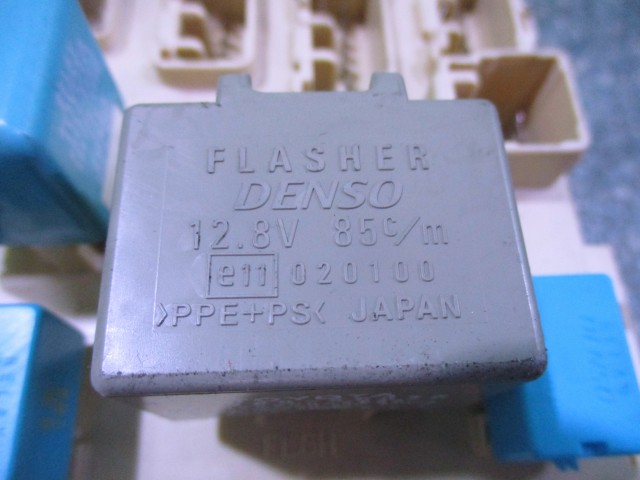 FLASHER
DENSO
12.8V 85c/m
e11 020100
>PPE+PS< JAPAN